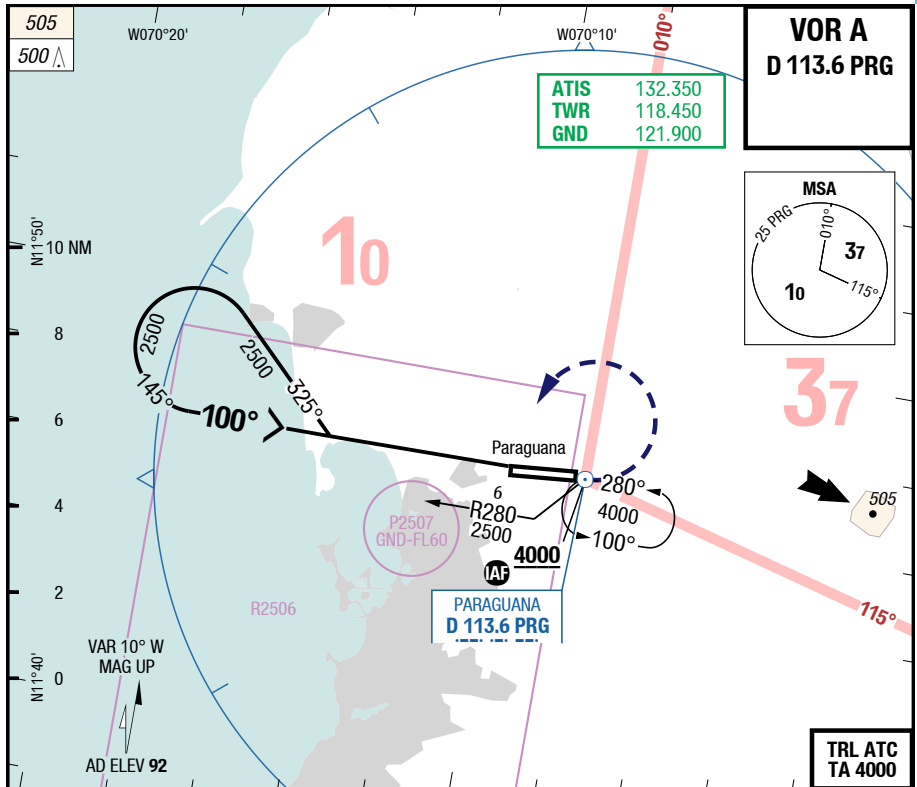 505
500
W070°20'
W070°10'
010°
VOR A
D 113.6 PRG
ATIS 132.350
TWR 118.450
GND 121.900
MSA
25 PRG
010°
37
115°
10
N11°50'
10 NM
10
8
2500
2500
37
145°
325°
6
100°
Paraguana
6
R280
2500
280°
4000
100°
505
4
P2507
GND-FL60
4000
IAF
2
R2506
PARAGUANA
D 113.6 PRG
115°
VAR 10° W
MAG UP
N11°40'
0
AD ELEV 92
TRL ATC
TA 4000